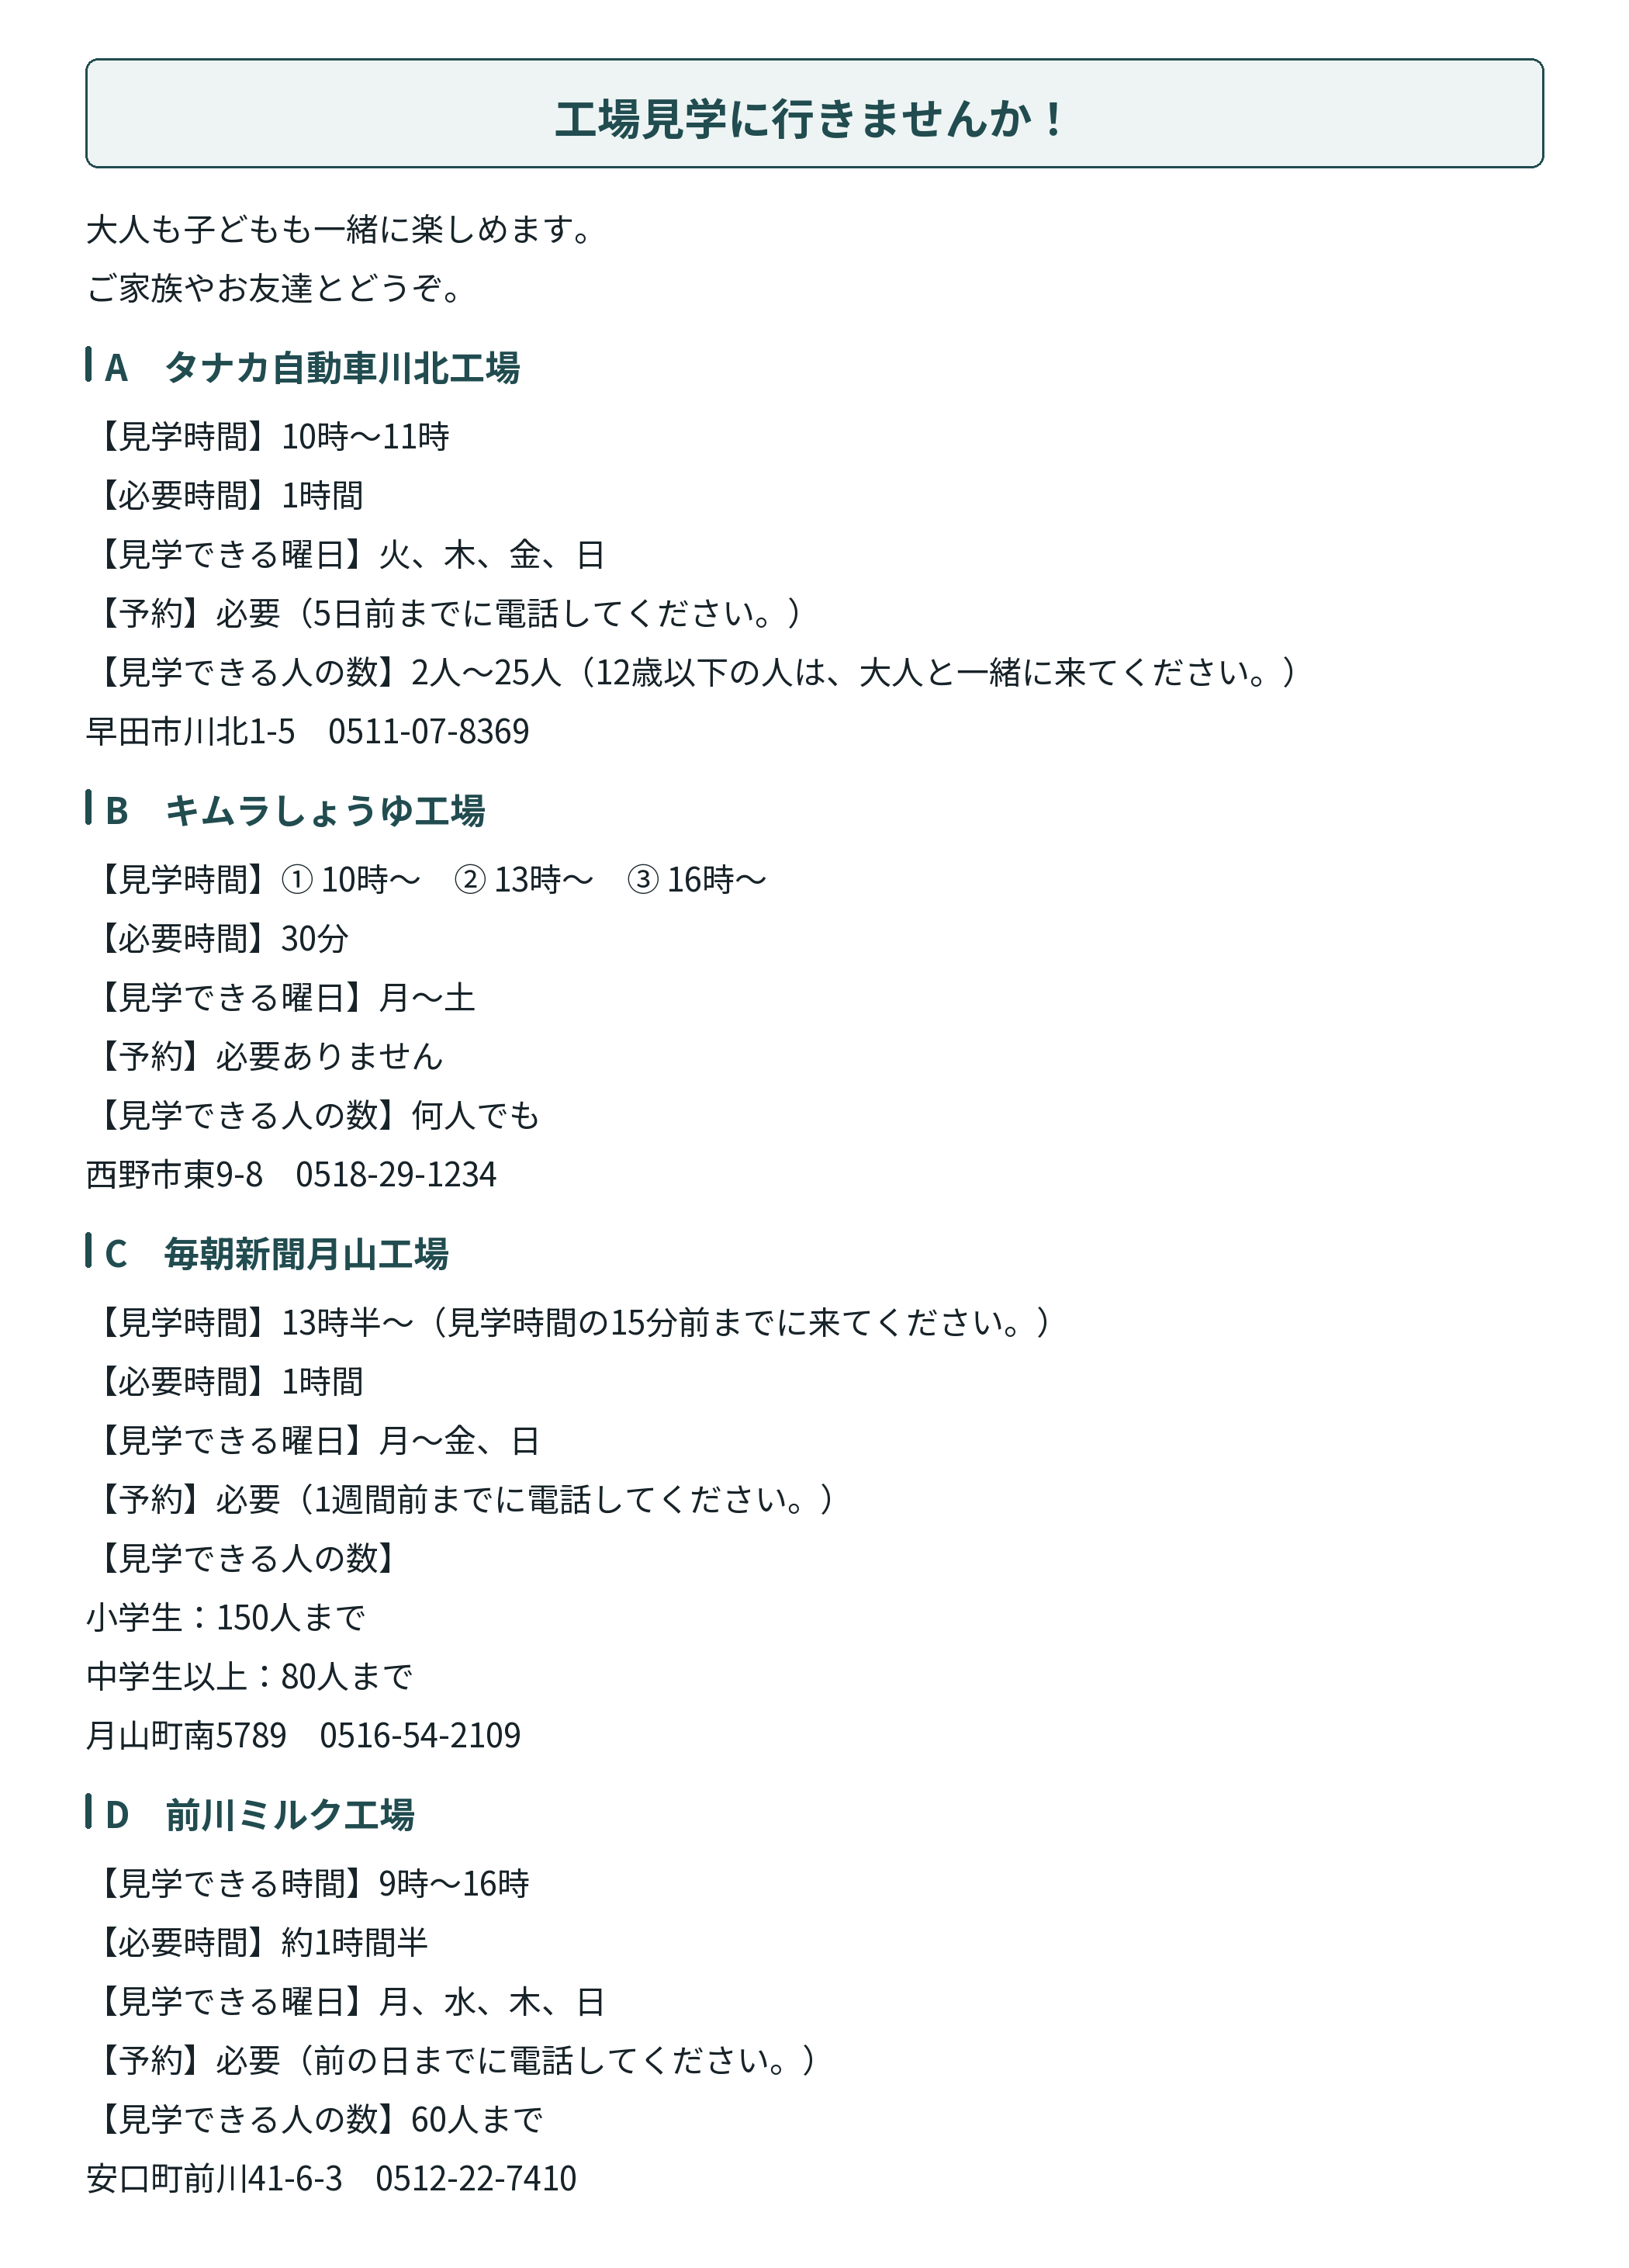 工場見学に行きませんか！
大人も子どもも一緒に楽しめます。
ご家族やお友達とどうぞ。
A　タナカ自動車川北工場
【見学時間】10時～11時
【必要時間】1時間
【見学できる曜日】火、木、金、日
【予約】必要（5日前までに電話してください。）
【見学できる人の数】2人～25人（12歳以下の人は、大人と一緒に来てください。）
早田市川北1-5　0511-07-8369
B　キムラしょうゆ工場
【見学時間】① 10時～　② 13時～　③ 16時～
【必要時間】30分
【見学できる曜日】月～土
【予約】必要ありません
【見学できる人の数】何人でも
西野市東9-8　0518-29-1234
C　毎朝新聞月山工場
【見学時間】13時半～（見学時間の15分前までに来てください。）
【必要時間】1時間
【見学できる曜日】月～金、日
【予約】必要（1週間前までに電話してください。）
【見学できる人の数】
小学生：150人まで
中学生以上：80人まで
月山町南5789　0516-54-2109
D　前川ミルク工場
【見学できる時間】9時～16時
【必要時間】約1時間半
【見学できる曜日】月、水、木、日
【予約】必要（前の日までに電話してください。）
【見学できる人の数】60人まで
安口町前川41-6-3　0512-22-7410